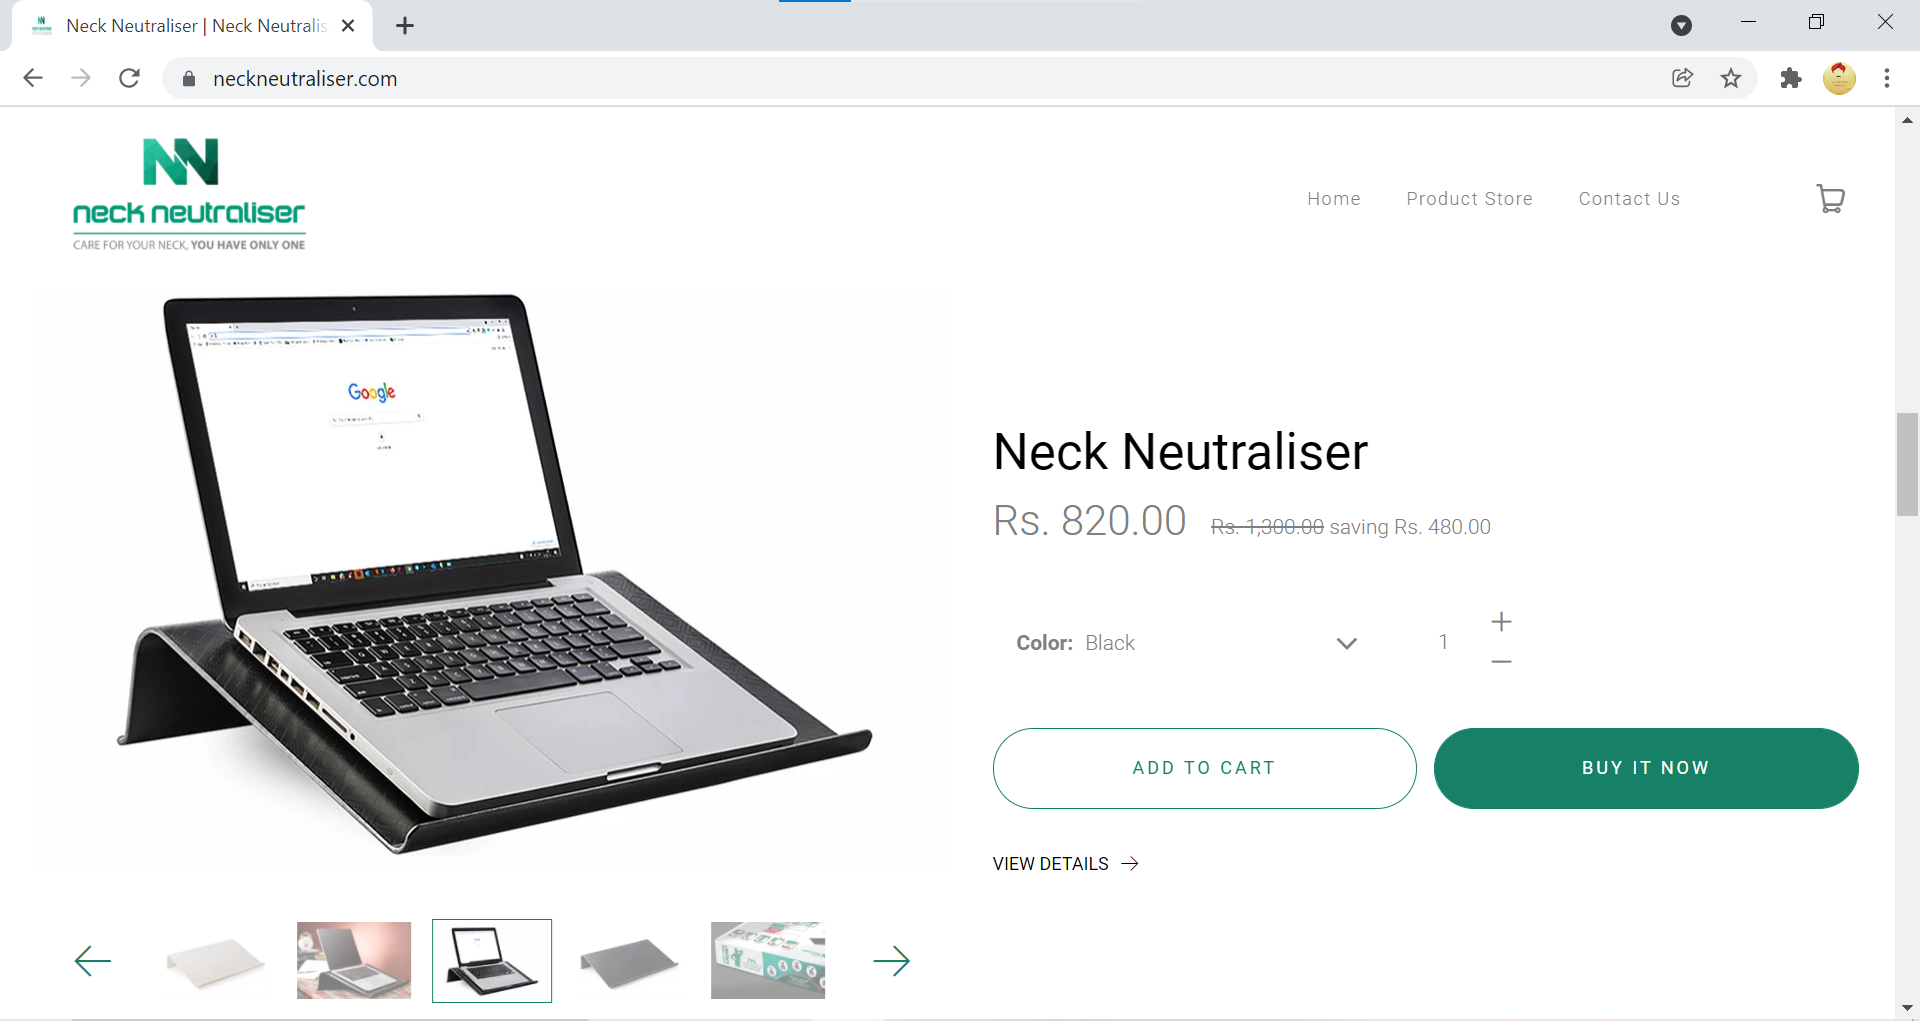 Neck Neutraliser | Neck Neutralis
neckneutraliser.com
NN
neck neutraliser
CARE FOR YOUR NECK, YOU HAVE ONLY ONE
Home
Product Store
Contact Us
Google
Neck Neutraliser
Rs. 820.00 Rs. 1,300.00 saving Rs. 480.00
Color: Black
1
ADD TO CART
BUY IT NOW
VIEW DETAILS